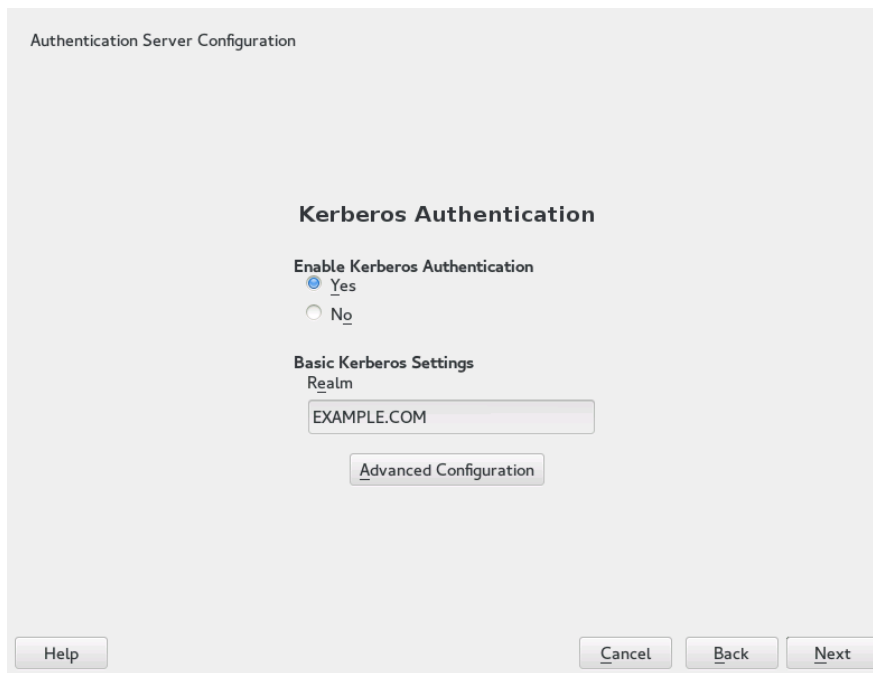 Authentication Server Configuration
Kerberos Authentication
Enable Kerberos Authentication
Yes
No
Basic Kerberos Settings
Realm
EXAMPLE.COM
Advanced Configuration
Help Cancel Back Next